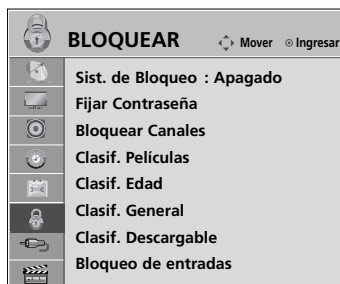 BLOQUEAR Mover Ingresar
Sist. de Bloqueo : Apagado
Fijar Contraseña
Bloquear Canales
Clasif. Películas
Clasif. Edad
Clasif. General
Clasif. Descargable
Bloqueo de entradas